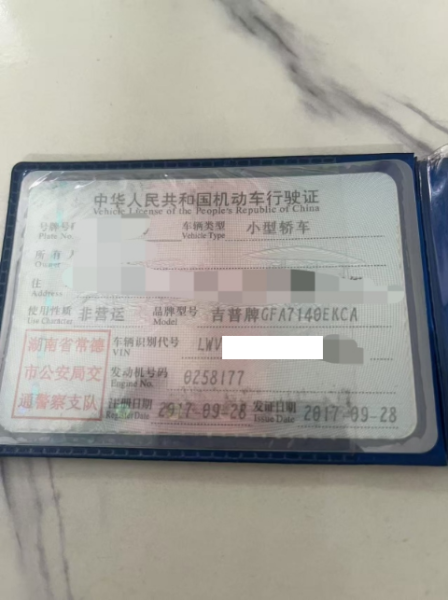 中华人民共和国机动车行驶证
Vehicle License of the People's Republic of China
号牌号码 车辆类型 小型轿车
Plate No. Vehicle Type
所有人
Owner
住
Address
使用性质 非营运 品牌型号 吉普牌GFA7140EKCA
Use Character Model
湖南省常德
市公安局交
通警察支队
车辆识别代号 LWV
VIN
发动机号码 0258177
Engine No.
注册日期 2017-09-28 发证日期 2017-09-28
Register Date Issue Date